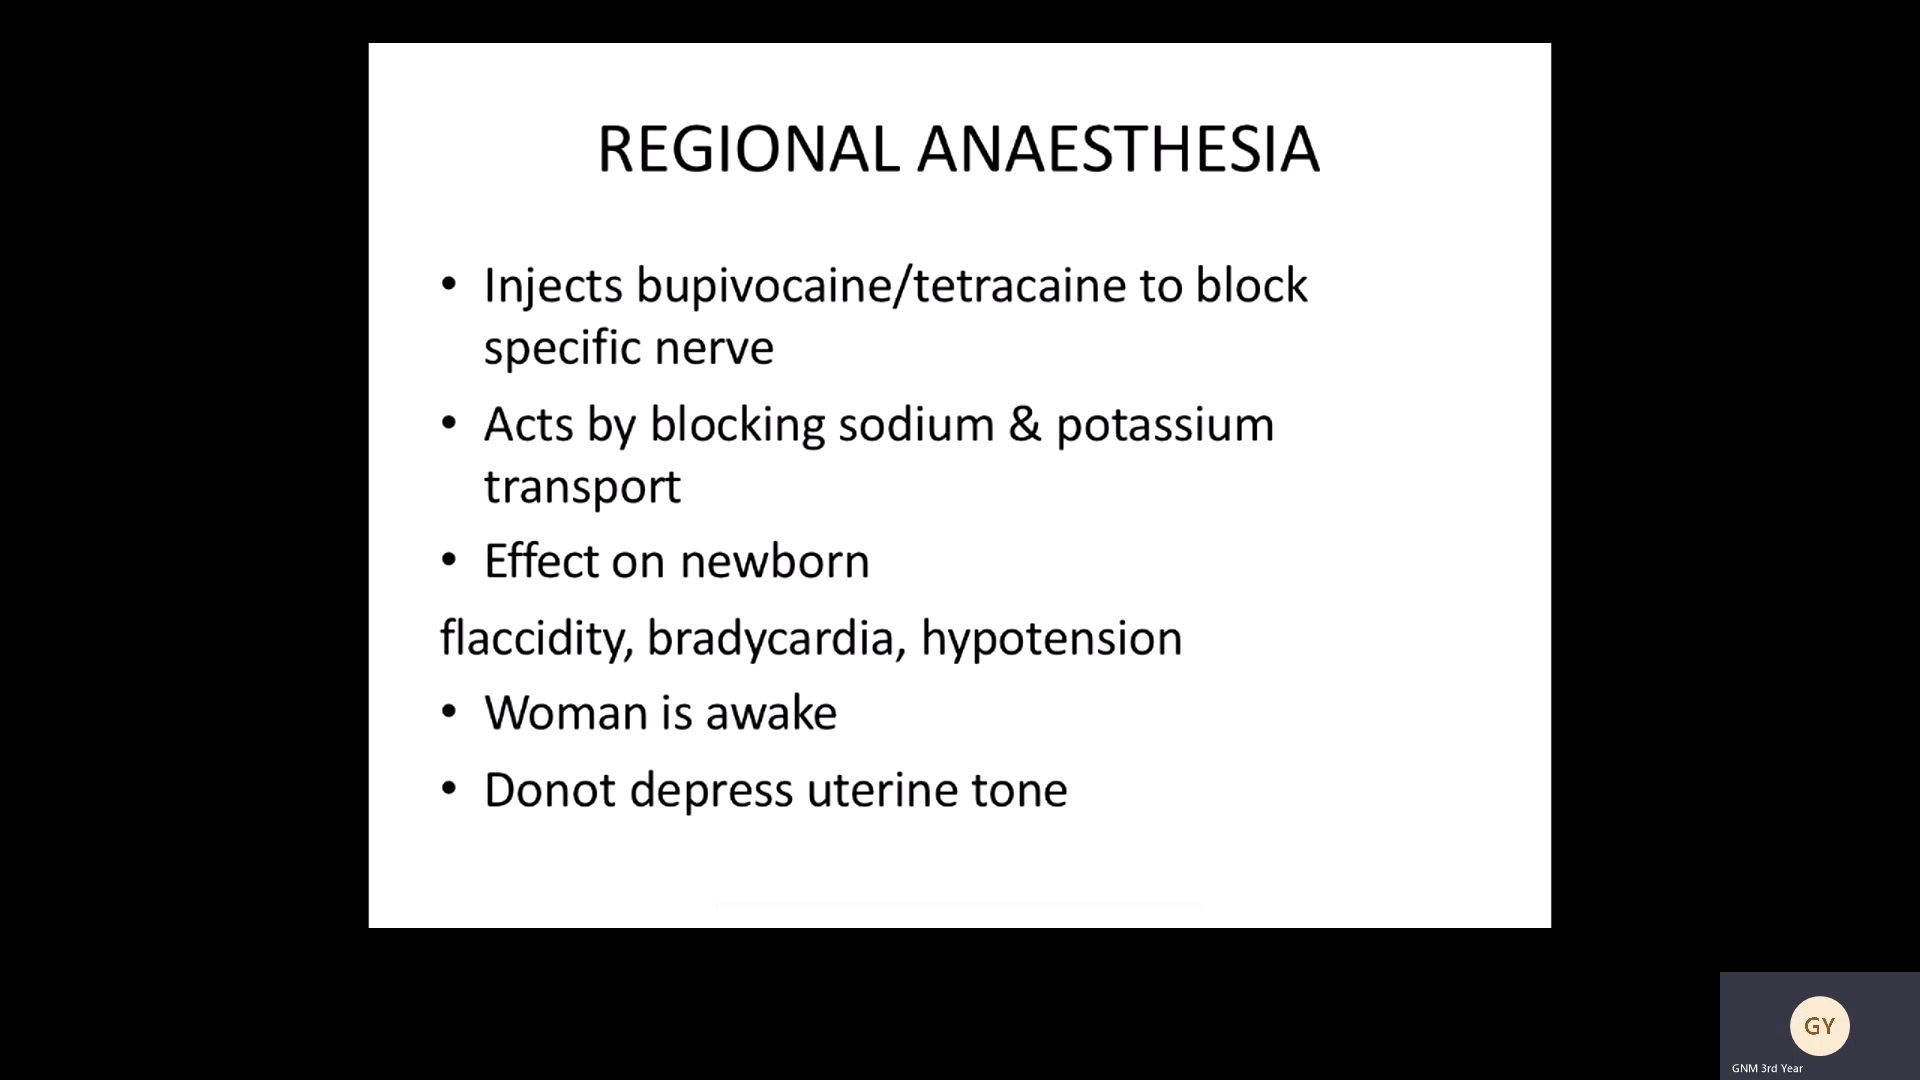 REGIONAL ANAESTHESIA
• Injects bupivocaine/tetracaine to block
specific nerve
• Acts by blocking sodium & potassium
transport
• Effect on newborn
flaccidity, bradycardia, hypotension
• Woman is awake
• Donot depress uterine tone
GY
GNM 3rd Year